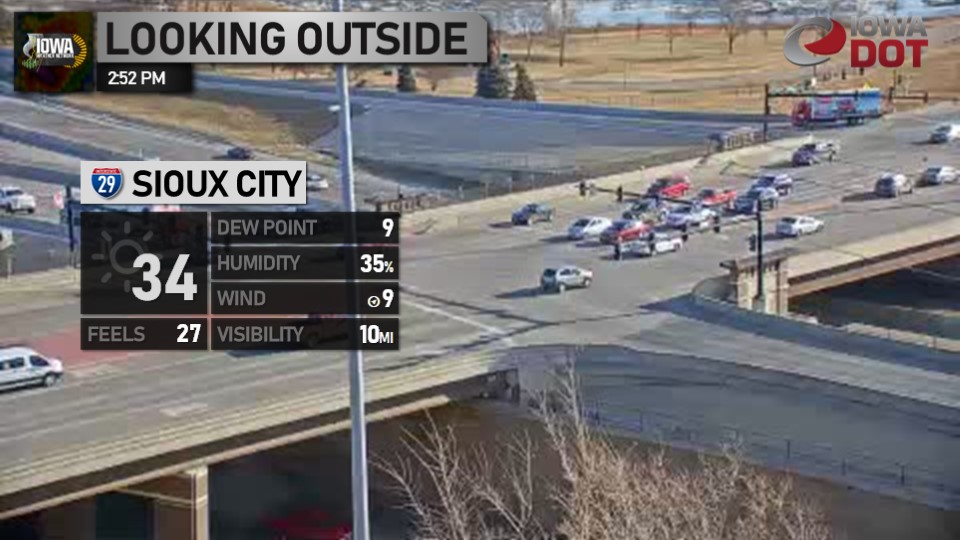 IOWA
LOOKING OUTSIDE
2:52 PM
IOWA
DOT
29
SIOUX CITY
34
DEW POINT 9
HUMIDITY 35%
WIND 9
FEELS 27
VISIBILITY 10MI